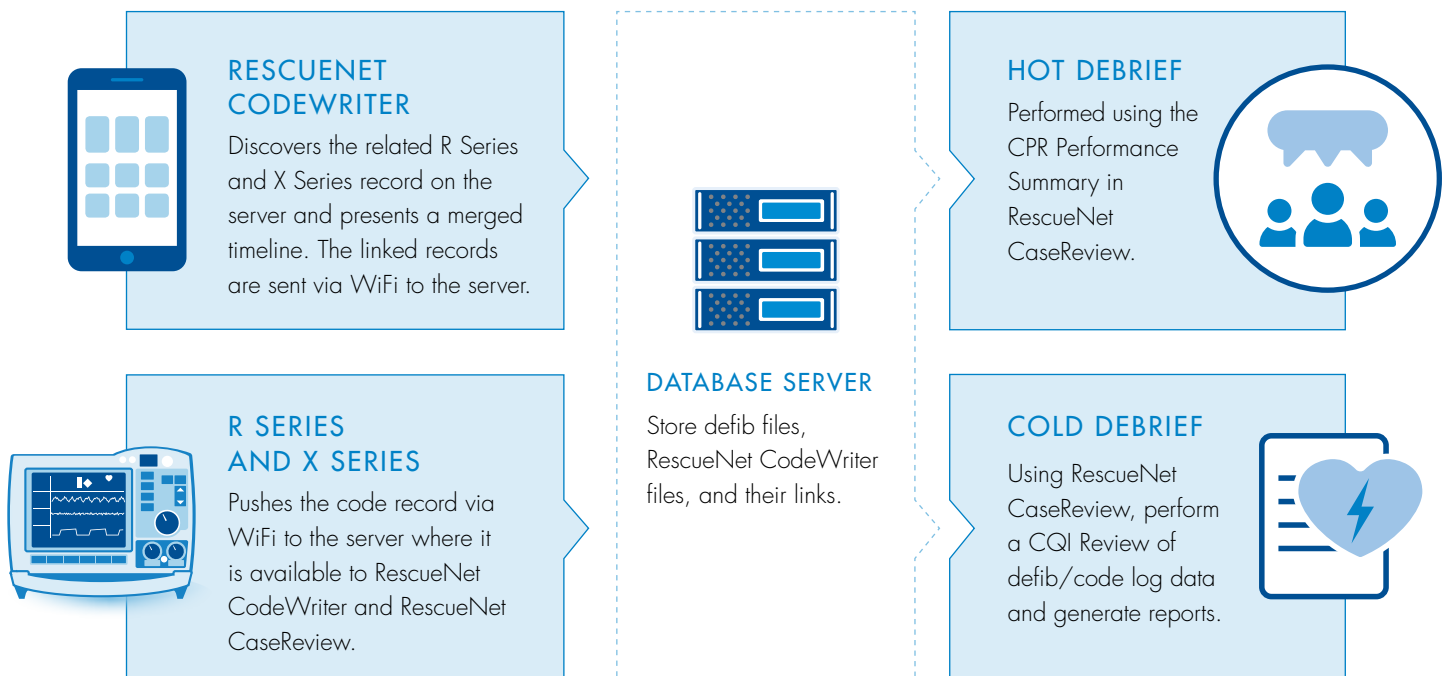 RESCUENET
CODEWRITER
Discovers the related R Series
and X Series record on the
server and presents a merged
timeline. The linked records
are sent via WiFi to the server.
R SERIES
AND X SERIES
Pushes the code record via
WiFi to the server where it
is available to RescueNet
CodeWriter and RescueNet
CaseReview.
DATABASE SERVER
Store defib files,
RescueNet CodeWriter
files, and their links.
HOT DEBRIEF
Performed using the
CPR Performance
Summary in
RescueNet
CaseReview.
COLD DEBRIEF
Using RescueNet
CaseReview, perform
a CQI Review of
defib/code log data
and generate reports.